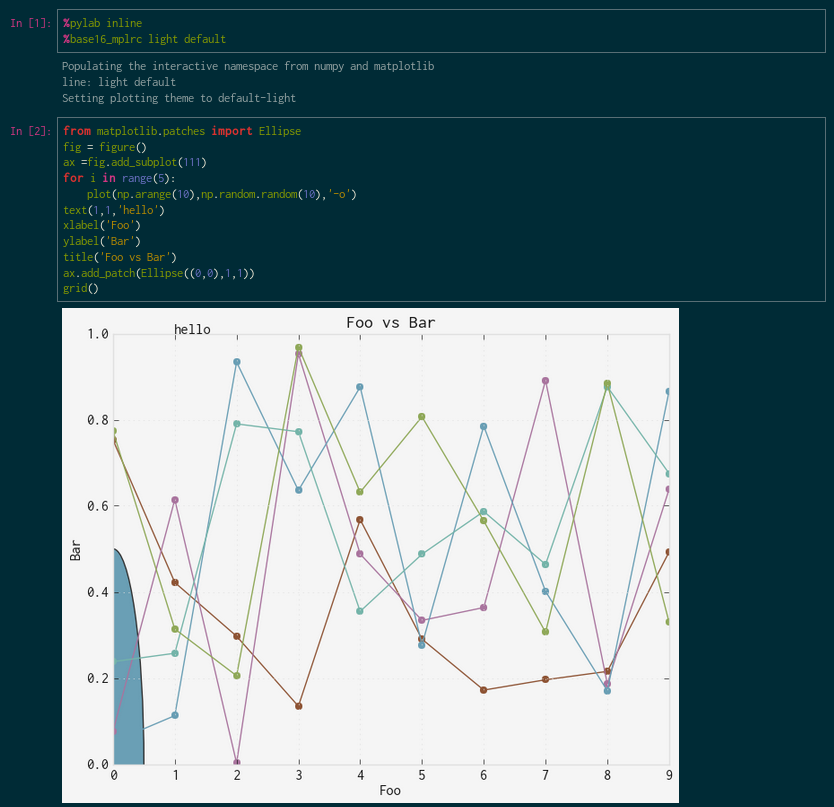 In [1]: %pylab inline
%base16_mplrc light default
Populating the interactive namespace from numpy and matplotlib
line: light default
Setting plotting theme to default-light
In [2]: from matplotlib.patches import Ellipse
fig = figure()
ax =fig.add_subplot(111)
for i in range(5):
    plot(np.arange(10),np.random.random(10),'-o')
text(1,1,'hello')
xlabel('Foo')
ylabel('Bar')
title('Foo vs Bar')
ax.add_patch(Ellipse((0,0),1,1))
grid()
Foo vs Bar
hello
1.0
0.8
0.6
Bar
0.4
0.2
0.0
0 1 2 3 4 5 6 7 8 9
Foo